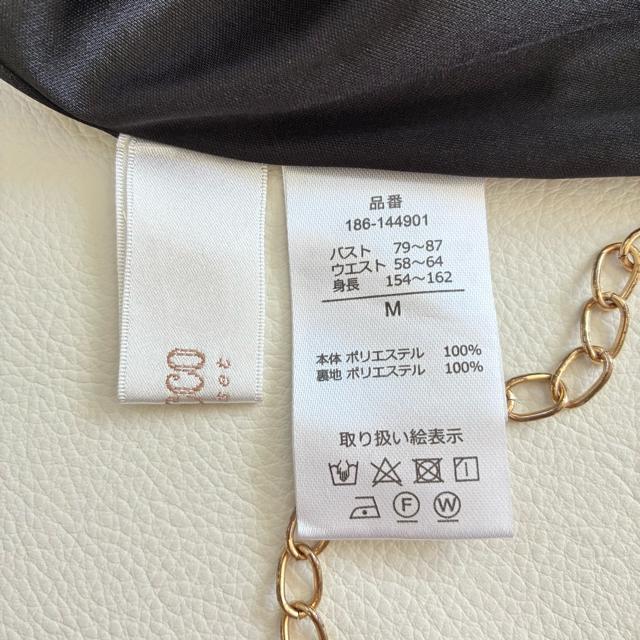 oco
set
品番
186-144901
バスト 79~87
ウエスト 58~64
身長 154~162
M
本体 ポリエステル 100%
裏地 ポリエステル 100%
取り扱い絵表示
F W